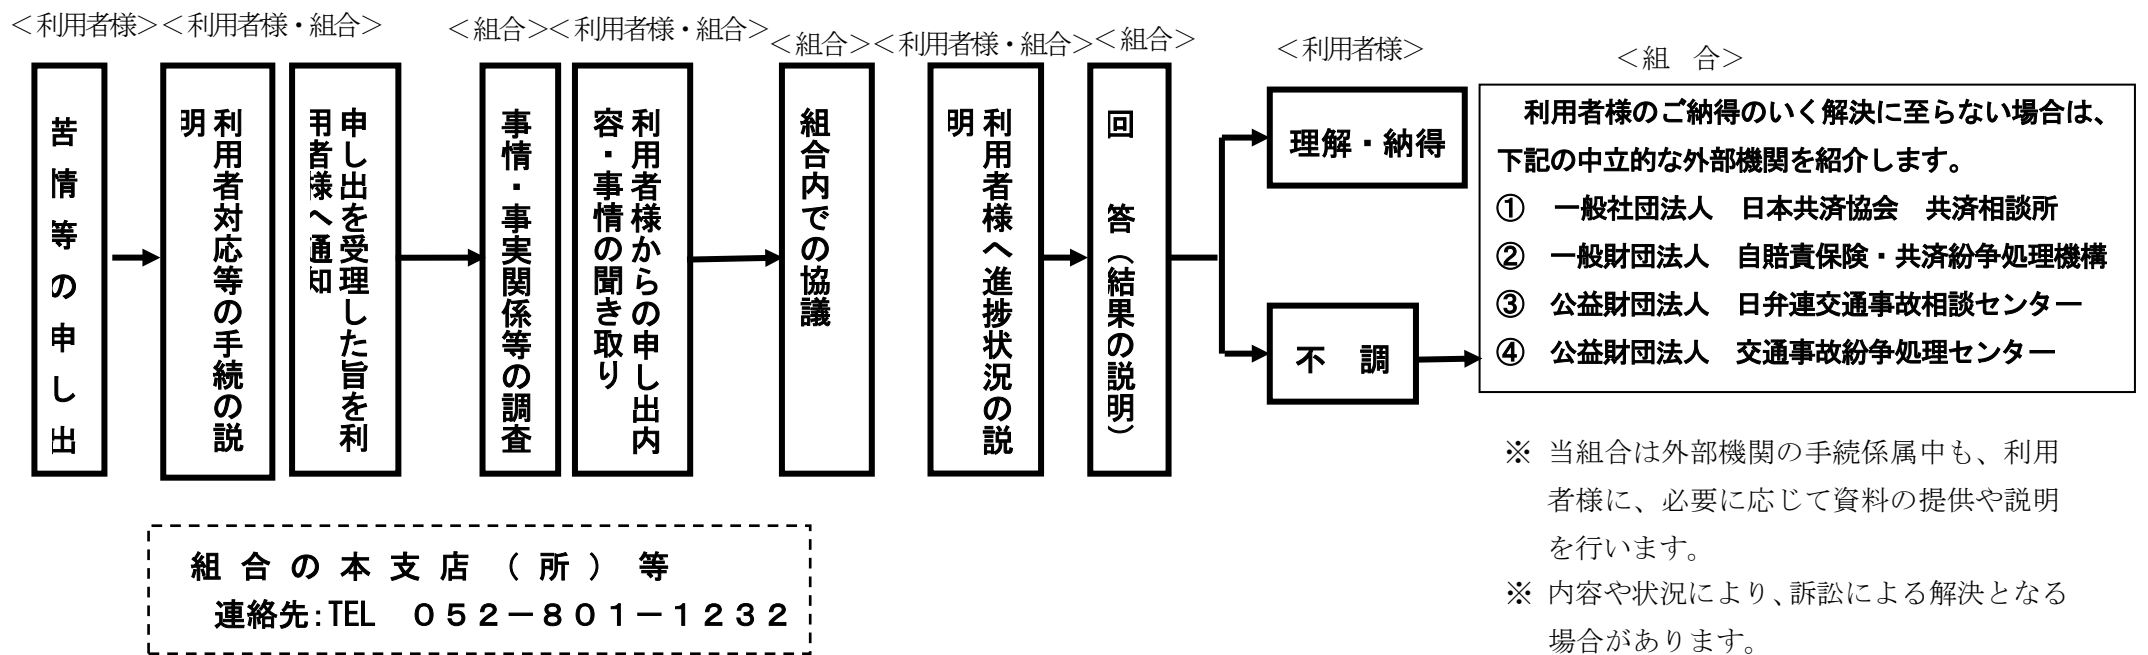 ＜利用者様＞
＜利用者様・組合＞
＜組合＞
＜利用者様・組合＞
＜組合＞
＜利用者様・組合＞
＜組合＞
＜利用者様＞
＜組　合＞
苦情等の申し出
利用者対応等の手続の説
明
申し出を受理した旨を利
用者様へ通知
事情・事実関係等の調査
利用者様からの申し出内
容・事情の聞き取り
組合内での協議
利用者様へ進捗状況の説
明
回　答（結果の説明）
理解・納得
不　調
利用者様のご納得のいく解決に至らない場合は、
下記の中立的な外部機関を紹介します。
①　一般社団法人　日本共済協会　共済相談所
②　一般財団法人　自賠責保険・共済紛争処理機構
③　公益財団法人　日弁連交通事故相談センター
④　公益財団法人　交通事故紛争処理センター
※ 当組合は外部機関の手続係属中も、利用
者様に、必要に応じて資料の提供や説明
を行います。
※ 内容や状況により、訴訟による解決となる
場合があります。
組合の本支店（所）等
連絡先：TEL　０５２－８０１－１２３２